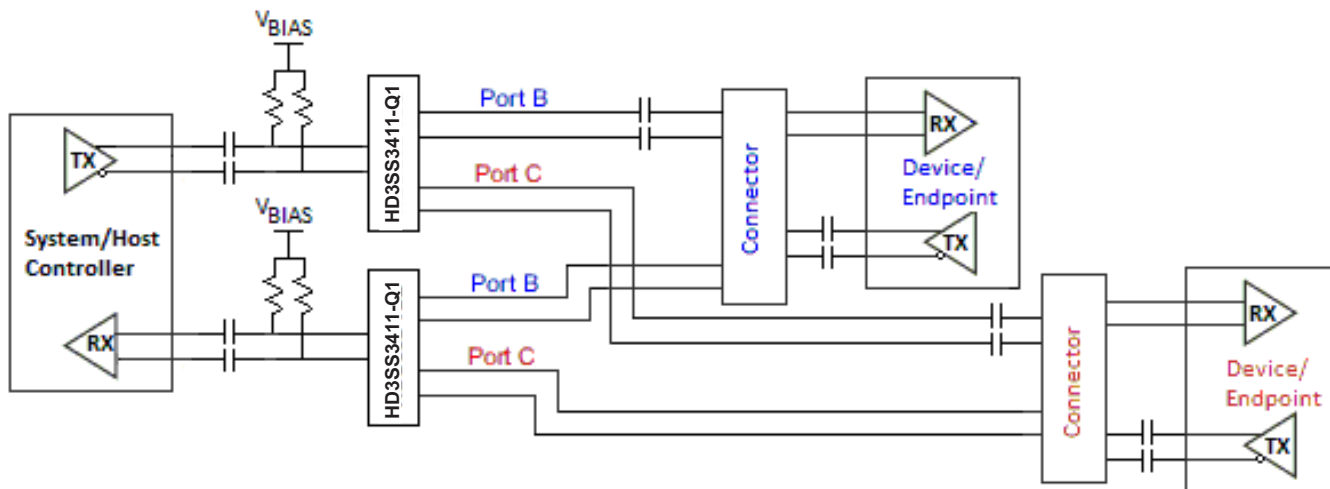 VBIAS
HD3SS3411-Q1
Port B
Port C
TX
System/Host
Controller
RX
VBIAS
HD3SS3411-Q1
Port B
Port C
Connector
RX
Device/
Endpoint
TX
Connector
RX
Device/
Endpoint
TX